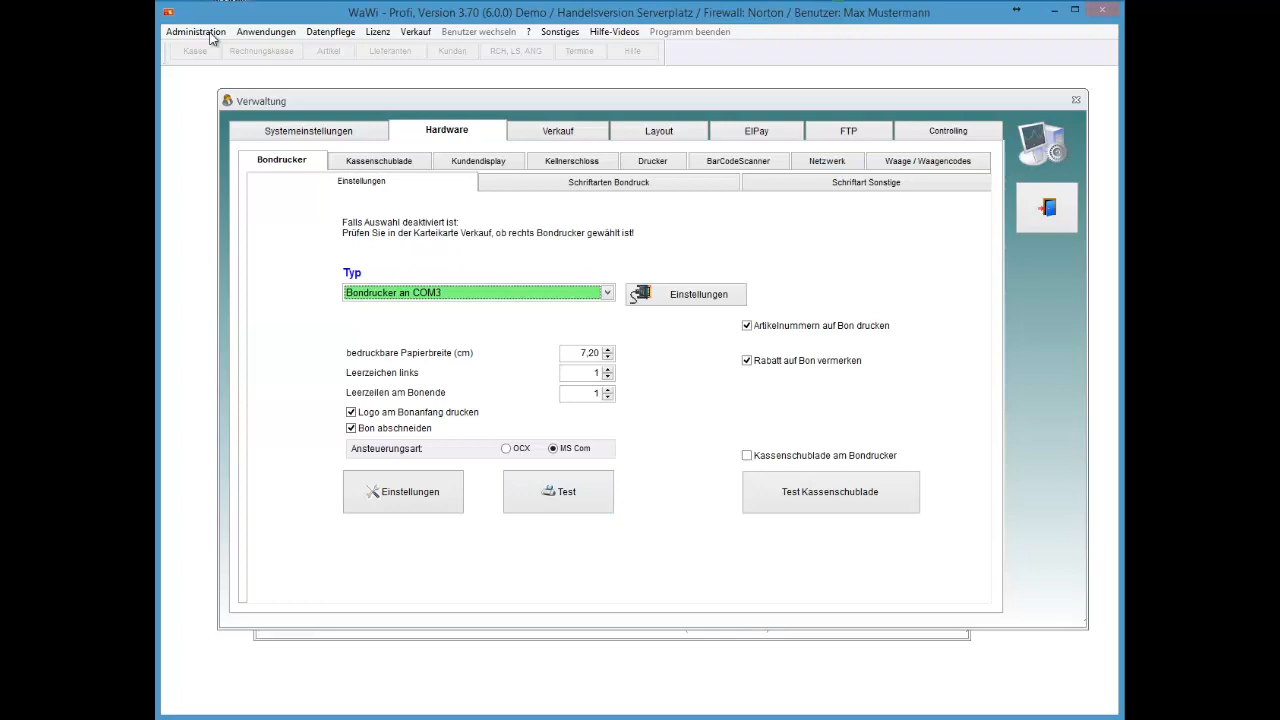 WaWi - Profi, Version 3.70 (6.0.0) Demo / Handelsversion Serverplatz / Firewall: Norton / Benutzer: Max Mustermann
Administration Anwendungen Datenpflege Lizenz Verkauf Benutzer wechseln ? Sonstiges Hilfe-Videos Programm beenden
Kasse Rechnungskasse Artikel Lieferanten Kunden RCH, LS, ANG Termine Hilfe
Verwaltung
Systemeinstellungen Hardware Verkauf Layout ElPay FTP Controling
Bondrucker Kassenschublade Kundendisplay Kellnerschloss Drucker BarCodeScanner Netzwerk Waage / Waagencodes
Einstellungen Schriftarten Bondruck Schriftart Sonstige
Falls Auswahl deaktiviert ist:
Prüfen Sie in der Karteikarte Verkauf, ob rechts Bondrucker gewählt ist!
Typ
Bondrucker an COM3 Einstellungen
Artikelnummern auf Bon drucken
bedruckbare Papierbreite (cm) 7,20
Rabatt auf Bon vermerken
Leerzeichen links 1
Leerzeilen am Bonende 1
Logo am Bonanfang drucken
Bon abschneiden
Ansteuerungsart: OCX MS Com
Kassenschublade am Bondrucker
Einstellungen Test Test Kassenschublade